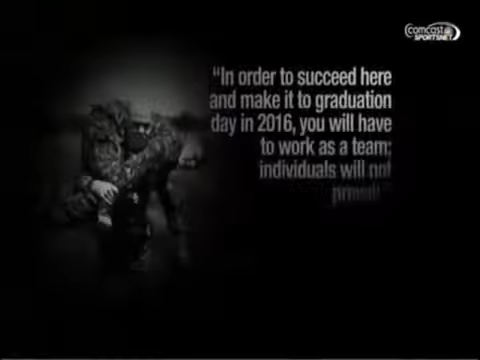 comcast
SPORTSNET
"In order to succeed here
and make it to graduation
day in 2016, you will have
to work as a team;
individuals will not